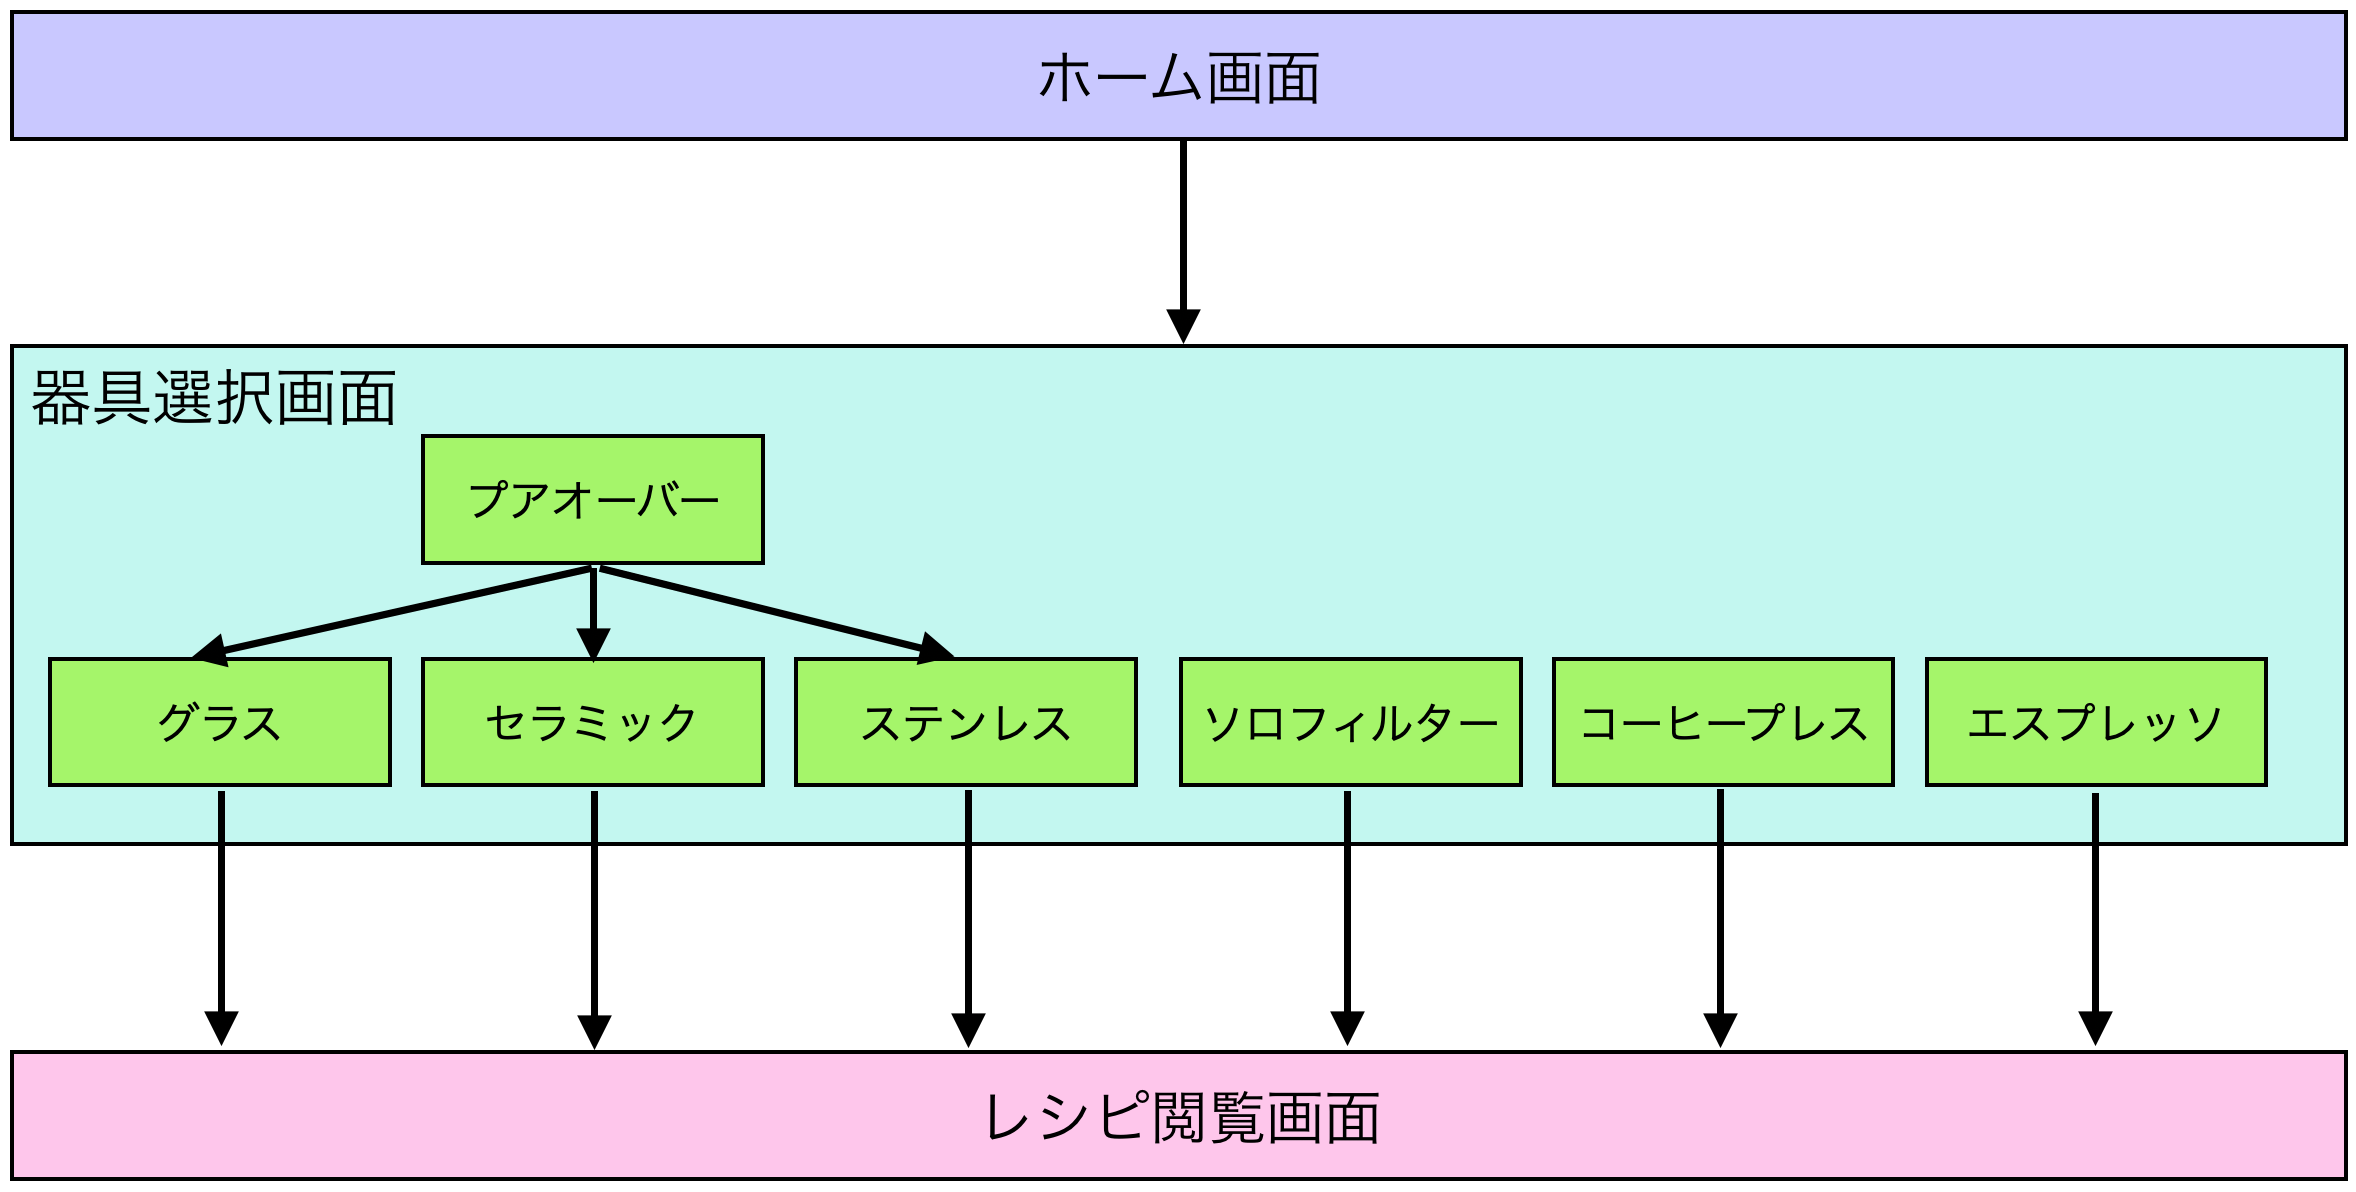 ホーム画面
器具選択画面
プアオーバー
グラス
セラミック
ステンレス
ソロフィルター
コーヒープレス
エスプレッソ
レシピ閲覧画面